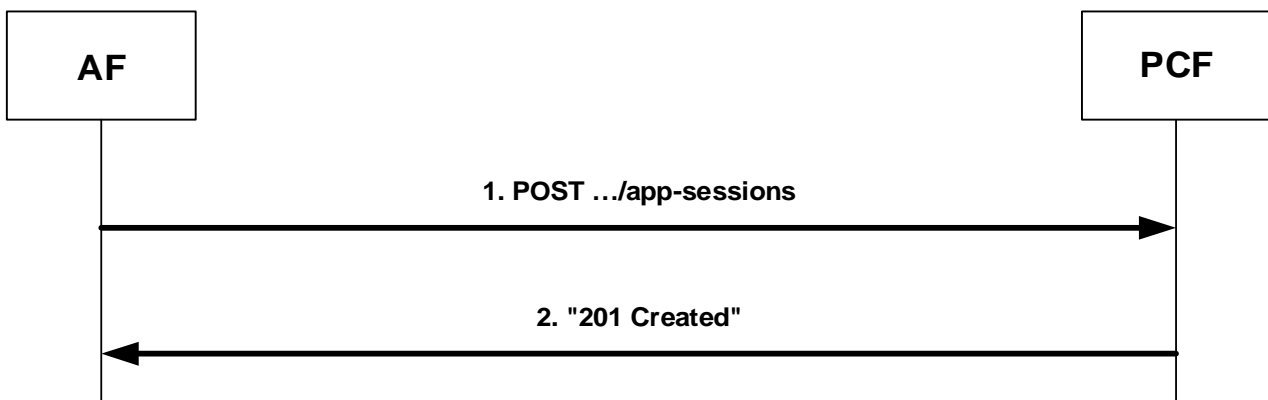 AF
PCF
1. POST …/app-sessions
2. "201 Created"